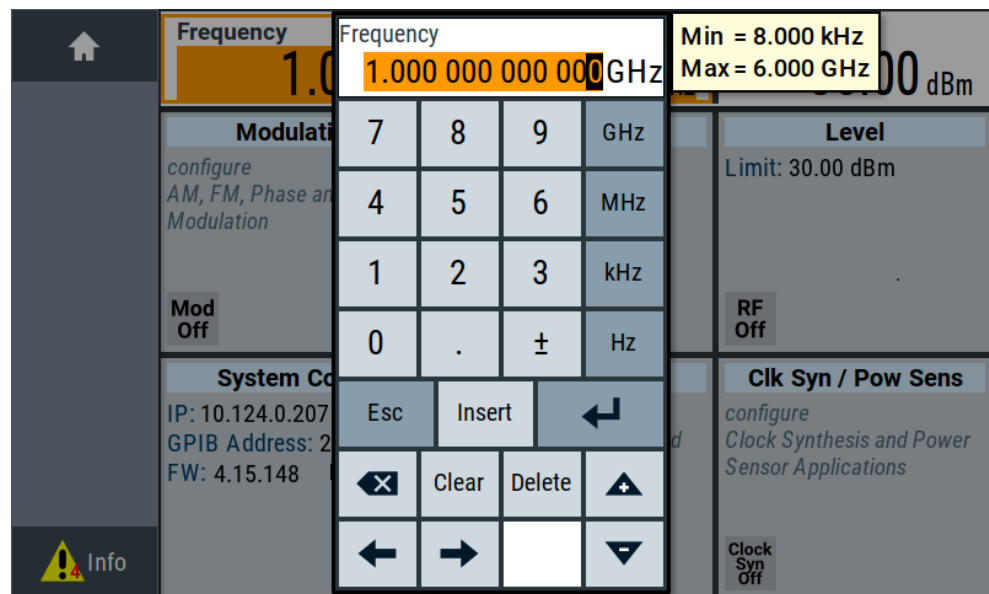 Frequency
1.0
Frequency
1.00 000 000 000 GHz
Min = 8.000 kHz
Max = 6.000 GHz
00 dBm
Modulati
configure
AM, FM, Phase an
Modulation
Mod
Off
7 8 9 GHz
4 5 6 MHz
1 2 3 kHz
0 . ± Hz
Esc Insert
Clear Delete
Level
Limit: 30.00 dBm
RF
Off
System Co
IP: 10.124.0.207
GPIB Address: 2
FW: 4.15.148
d
Clk Syn / Pow Sens
configure
Clock Synthesis and Power
Sensor Applications
Clock
Syn
Off
4 Info